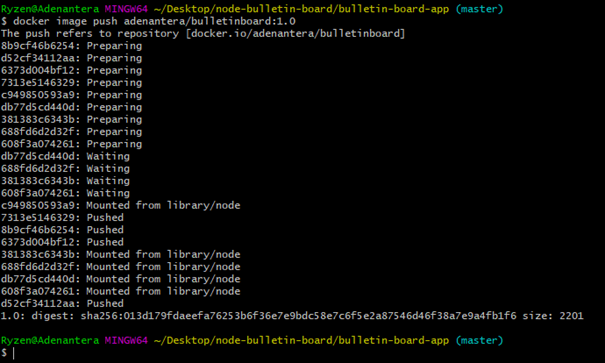 Ryzen@Adenantera MINGW64 ~/Desktop/node-bulletin-board/bulletin-board-app (master)
$ docker image push adenantera/bulletinboard:1.0
The push refers to repository [docker.io/adenantera/bulletinboard]
8b9cf46b6254: Preparing
d52cf34112aa: Preparing
6373d004bf12: Preparing
7313e5146329: Preparing
c949850593a9: Preparing
db77d5cd440d: Preparing
381383c6343b: Preparing
688fd6d2d32f: Preparing
608f3a074261: Preparing
db77d5cd440d: Waiting
688fd6d2d32f: Waiting
381383c6343b: Waiting
608f3a074261: Waiting
c949850593a9: Mounted from library/node
7313e5146329: Pushed
8b9cf46b6254: Pushed
6373d004bf12: Pushed
381383c6343b: Mounted from library/node
688fd6d2d32f: Mounted from library/node
db77d5cd440d: Mounted from library/node
608f3a074261: Mounted from library/node
d52cf34112aa: Pushed
1.0: digest: sha256:013d179fdaeefa76253b6f36e7e9bdc58e7c6f5e2a87546d46f38a7e9a4fb1f6 size: 2201
Ryzen@Adenantera MINGW64 ~/Desktop/node-bulletin-board/bulletin-board-app (master)
$